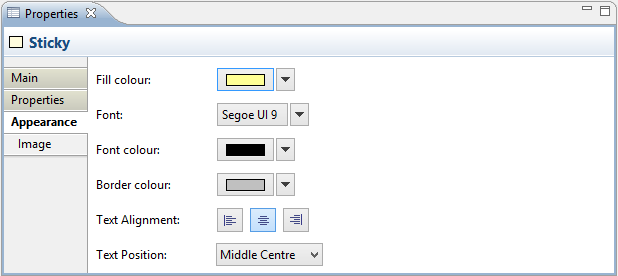 Properties
Sticky
Main
Properties
Appearance
Image
Fill colour:
Font: Segoe UI 9
Font colour:
Border colour:
Text Alignment:
Text Position: Middle Centre